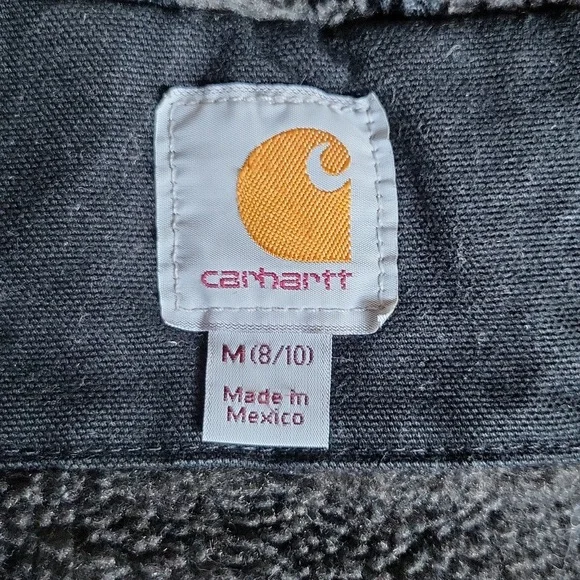 carhartt
M (8/10)
Made in
Mexico